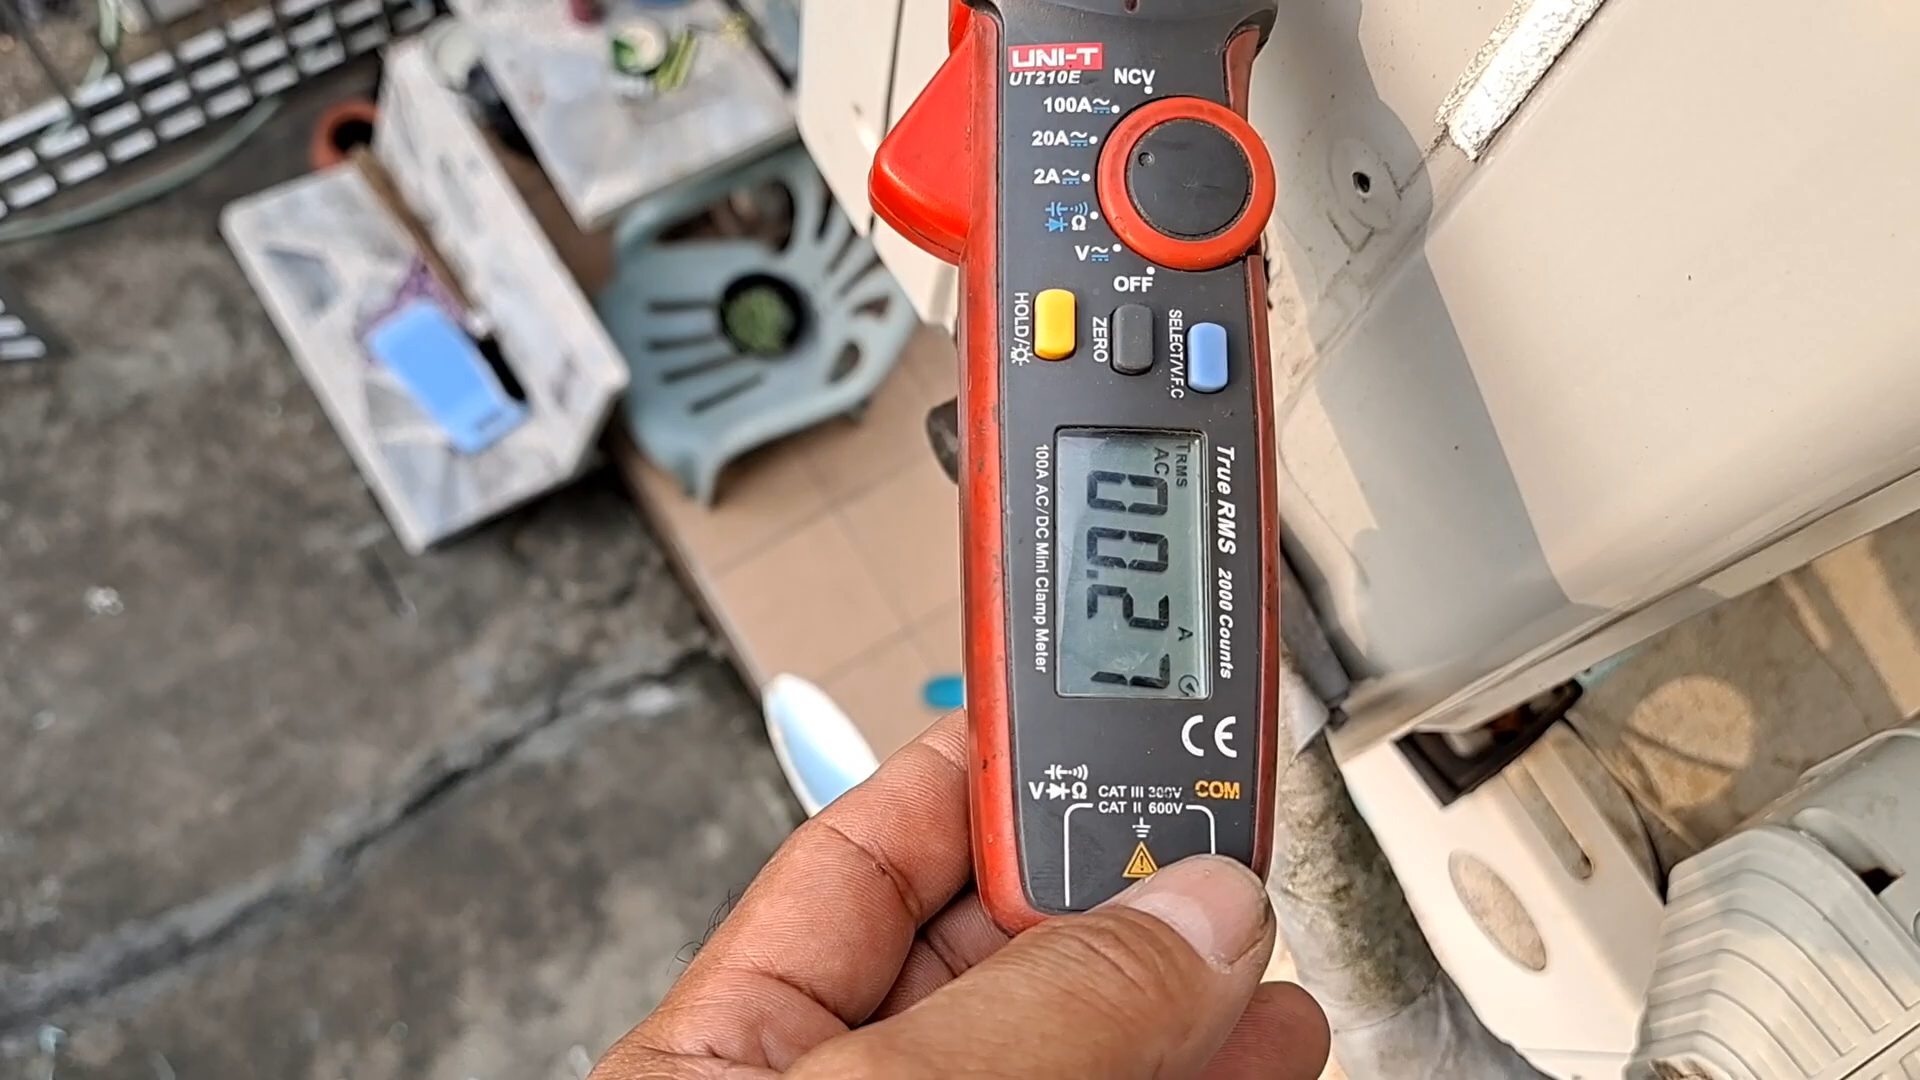 UNI-T
UT210E
NCV
100A
20A
2A
Ω
V
OFF
HOLD/
ZERO
SELECT/V.F.C
TRMS
AC
00.27
A
True RMS 2000 Counts
100A AC/DC Mini Clamp Meter
CE
V Ω
CAT III 300V
CAT II 600V
COM